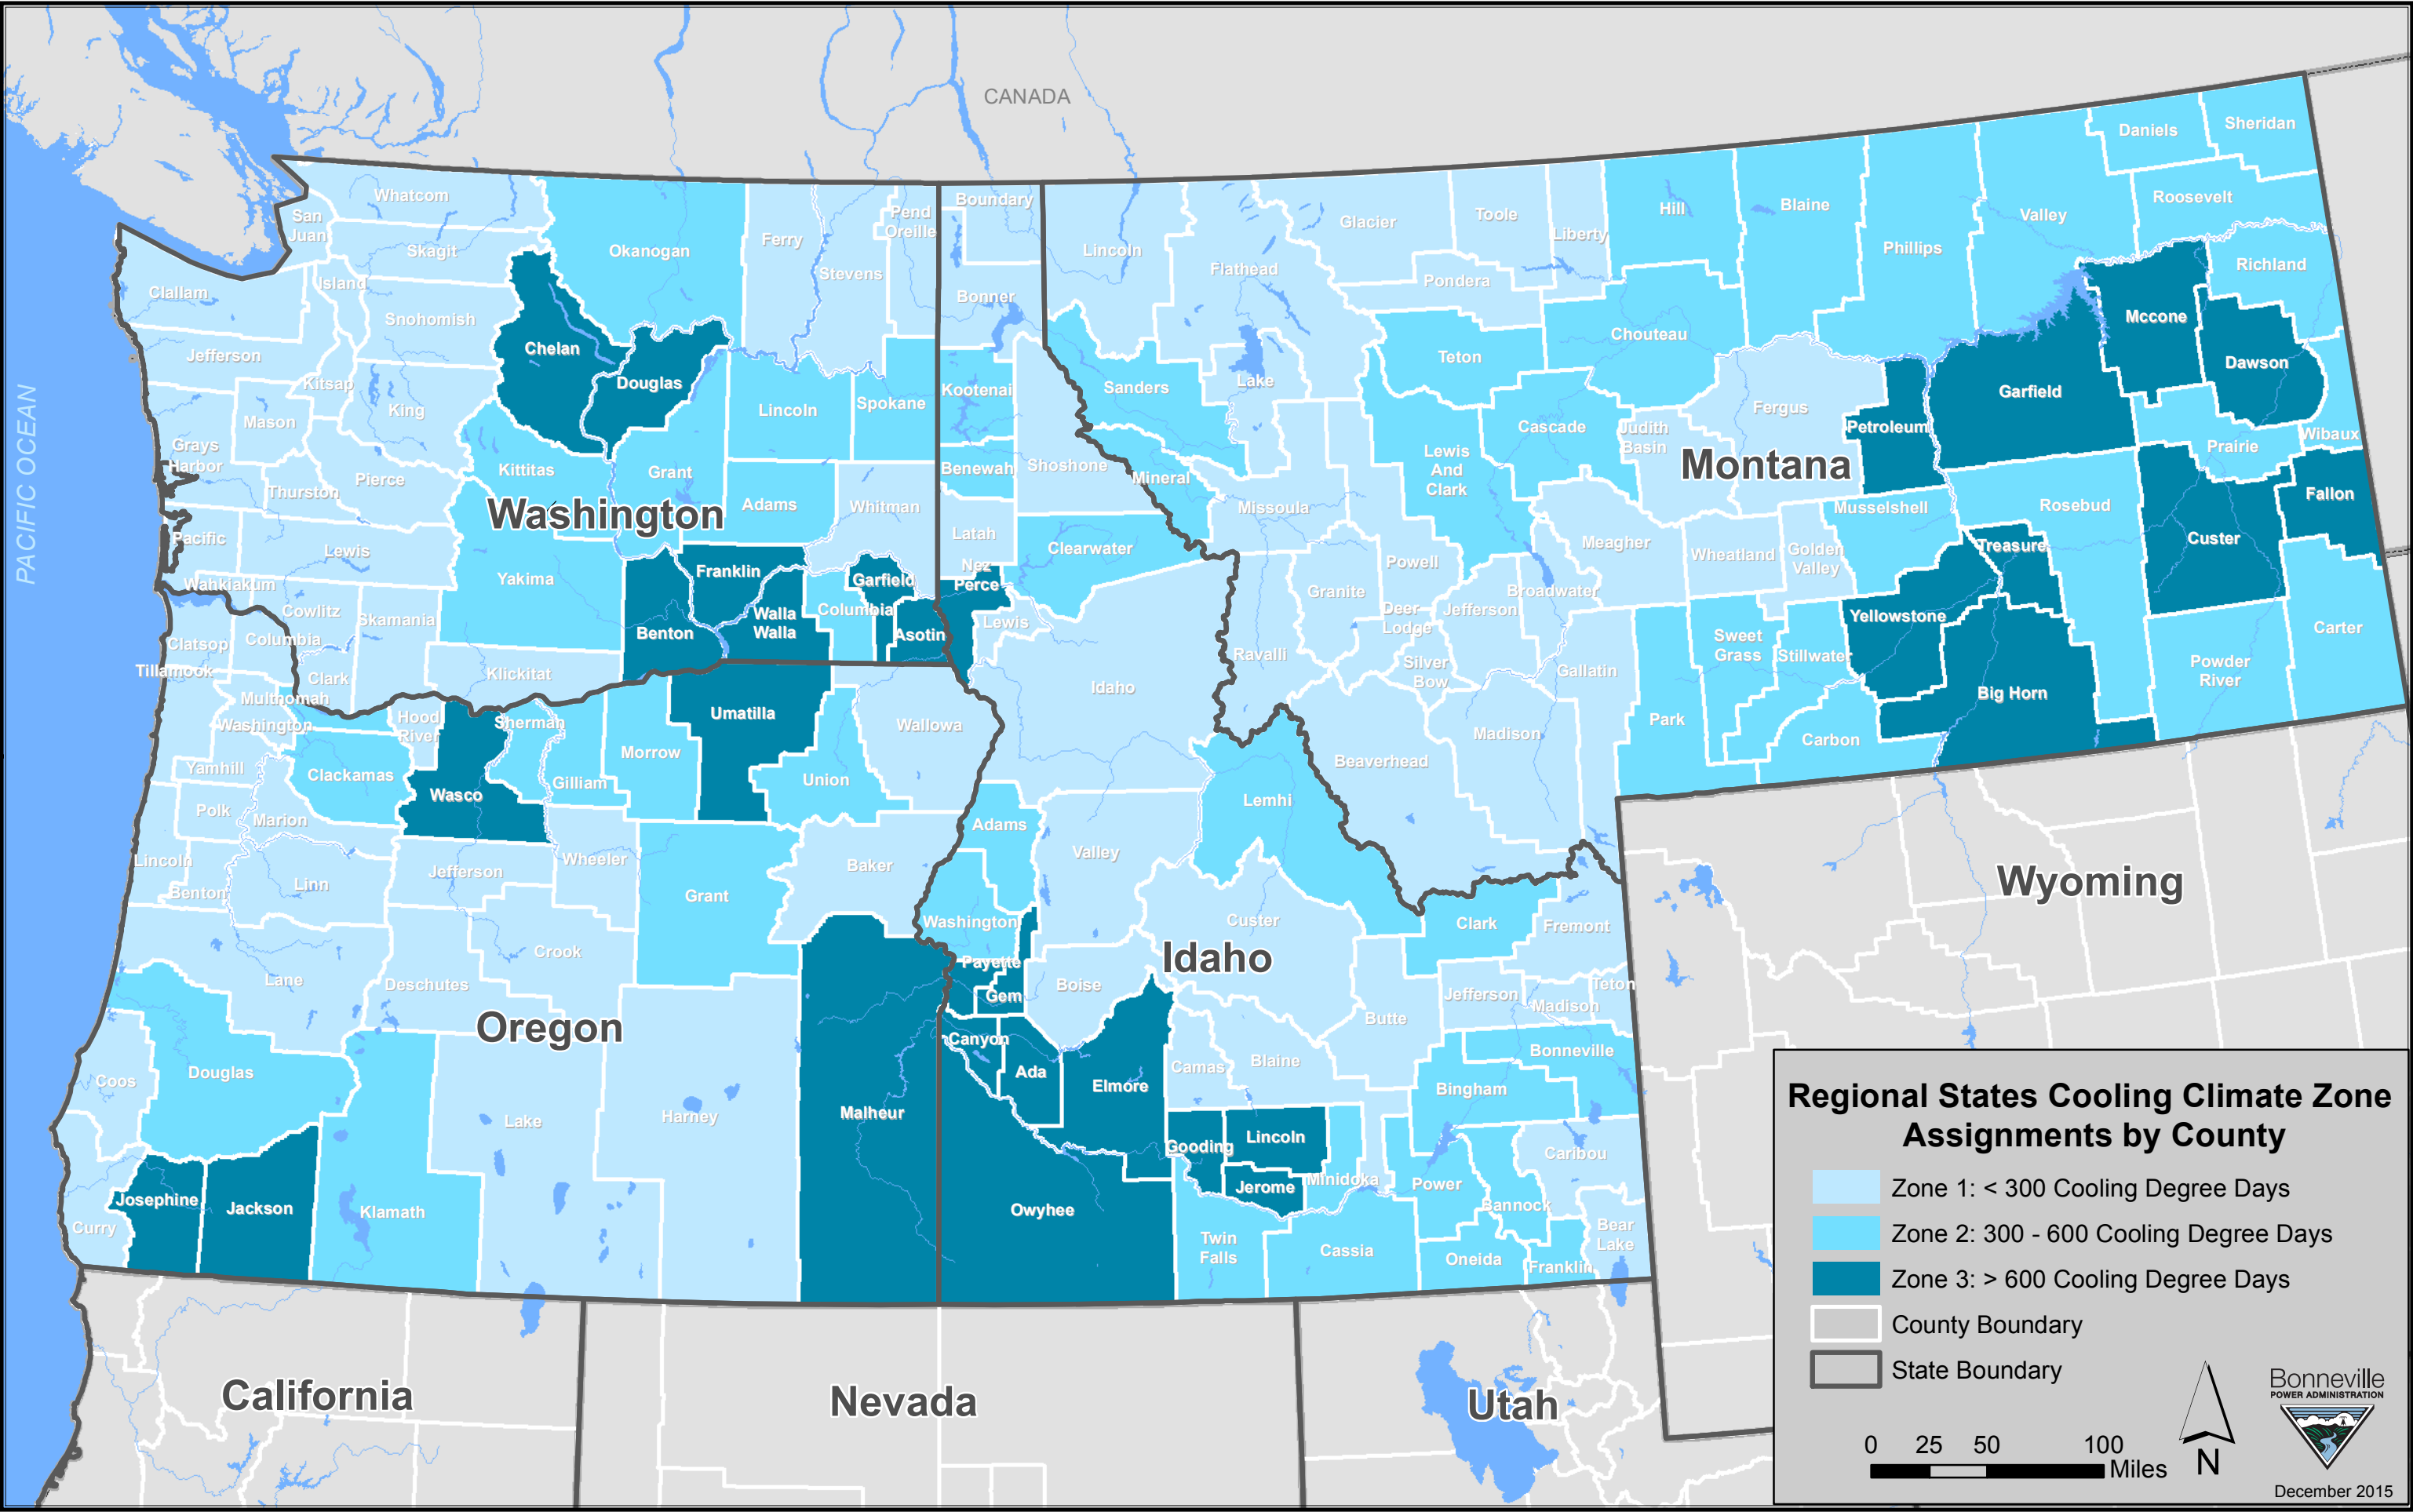 CANADA
PACIFIC OCEAN
Washington
Whatcom
San
Juan
Skagit
Island
Clallam
Snohomish
Jefferson
Kitsap
King
Mason
Grays
Harbor
Thurston
Pierce
Pacific
Lewis
Wahkiakum
Cowlitz
Skamania
Clark
Klickitat
Yakima
Kittitas
Chelan
Douglas
Okanogan
Ferry
Stevens
Pend
Oreille
Lincoln
Spokane
Grant
Adams
Whitman
Franklin
Benton
Walla
Walla
Columbia
Garfield
Asotin
Oregon
Clatsop
Columbia
Tillamook
Multhomah
Washington
Hood
River
Sherman
Yamhill
Clackamas
Wasco
Gilliam
Morrow
Umatilla
Union
Wallowa
Polk
Marion
Lincoln
Benton
Linn
Jefferson
Wheeler
Grant
Baker
Lane
Deschutes
Crook
Coos
Douglas
Curry
Josephine
Jackson
Klamath
Lake
Harney
Malheur
Idaho
Boundary
Bonner
Kootenai
Benewah
Shoshone
Latah
Clearwater
Nez
Perce
Lewis
Idaho
Adams
Valley
Lemhi
Washington
Payette
Gem
Boise
Custer
Clark
Fremont
Jefferson
Madison
Teton
Butte
Canyon
Ada
Elmore
Camas
Blaine
Bingham
Bonneville
Gooding
Lincoln
Jerome
Minidoka
Power
Bannock
Caribou
Owyhee
Twin
Falls
Cassia
Oneida
Franklin
Bear
Lake
Montana
Lincoln
Flathead
Glacier
Toole
Liberty
Hill
Blaine
Phillips
Valley
Daniels
Sheridan
Roosevelt
Richland
Pondera
Teton
Chouteau
Sanders
Lake
Mineral
Missoula
Lewis
And
Clark
Cascade
Judith
Basin
Fergus
Petroleum
Garfield
Mccone
Dawson
Prairie
Wibaux
Fallon
Custer
Rosebud
Treasure
Musselshell
Golden
Valley
Wheatland
Meagher
Powell
Granite
Deer
Lodge
Jefferson
Broadwater
Ravalli
Silver
Bow
Gallatin
Madison
Beaverhead
Park
Sweet
Grass
Stillwater
Carbon
Yellowstone
Big Horn
Powder
River
Carter
Wyoming
California
Nevada
Utah
Regional States Cooling Climate Zone
Assignments by County
Zone 1: < 300 Cooling Degree Days
Zone 2: 300 - 600 Cooling Degree Days
Zone 3: > 600 Cooling Degree Days
County Boundary
State Boundary
0 25 50 100
Miles
N
Bonneville
POWER ADMINISTRATION
December 2015